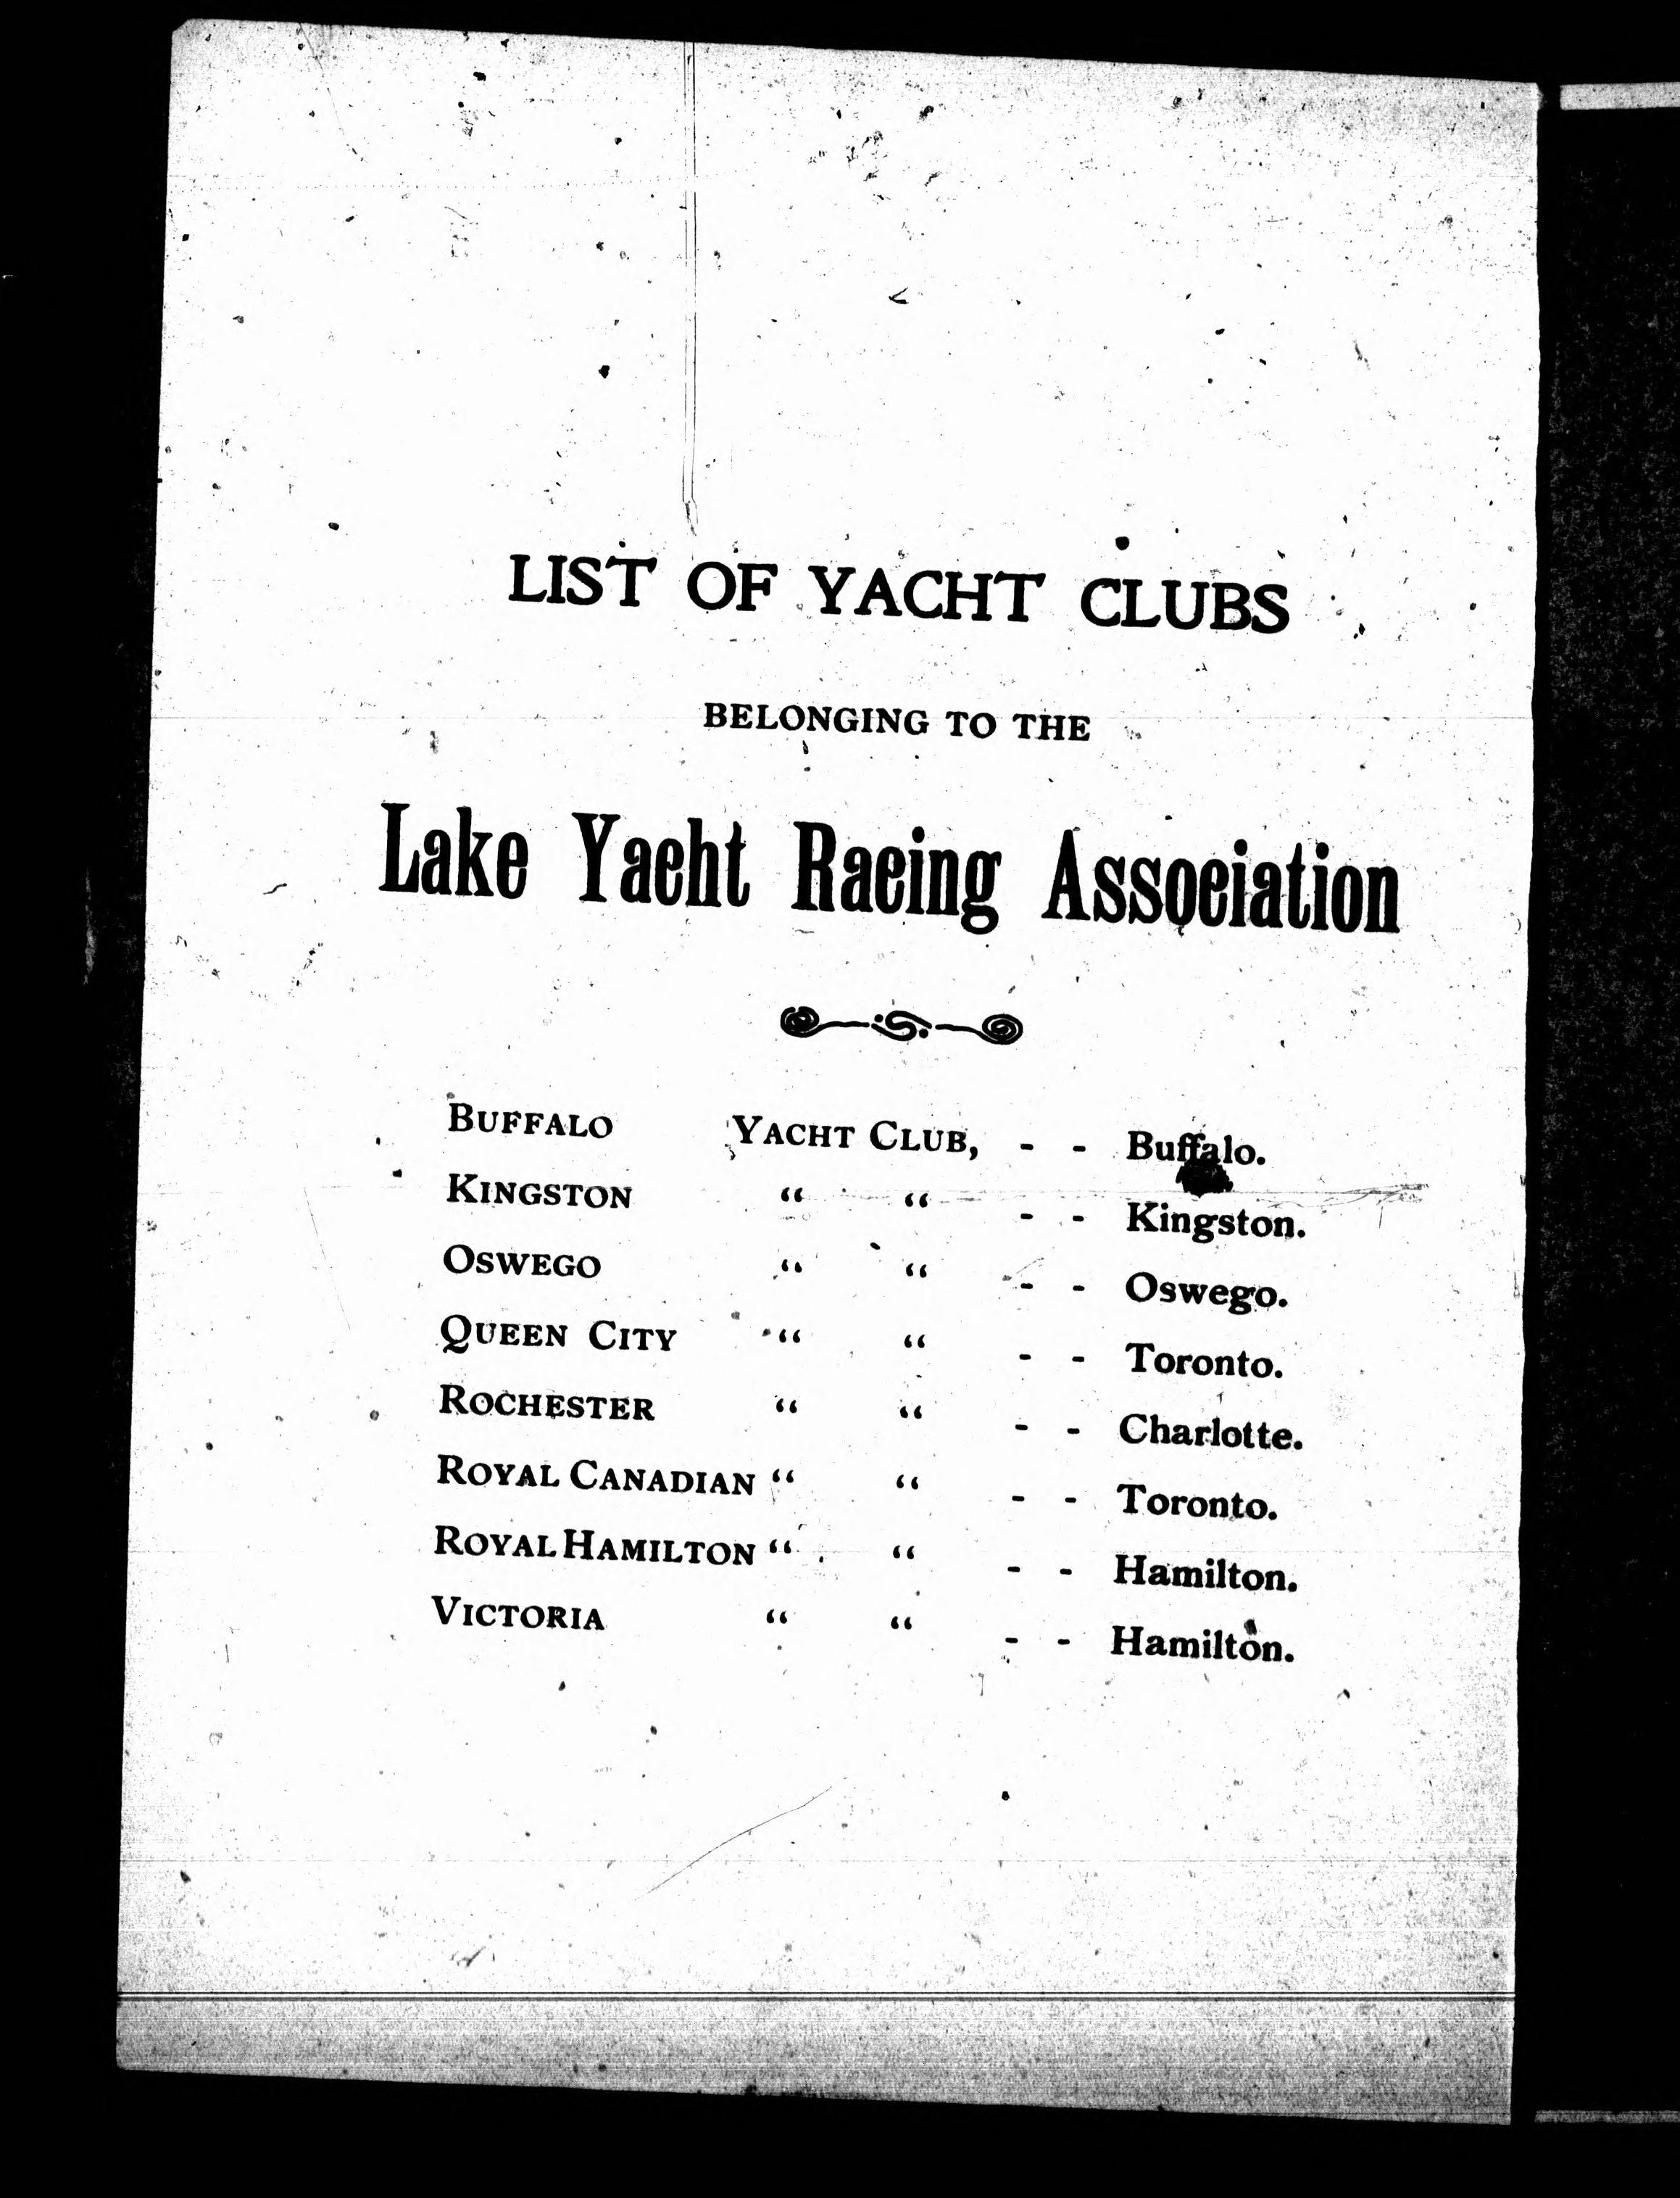 LIST OF YACHT CLUBS
BELONGING TO THE
Lake Yacht Racing Association
BUFFALO YACHT CLUB, - - Buffalo.
KINGSTON “ “ - - Kingston.
OSWEGO “ “ - - Oswego.
QUEEN CITY “ “ - - Toronto.
ROCHESTER “ “ - - Charlotte.
ROYAL CANADIAN “ “ - - Toronto.
ROYAL HAMILTON “ “ - - Hamilton.
VICTORIA “ “ - - Hamilton.